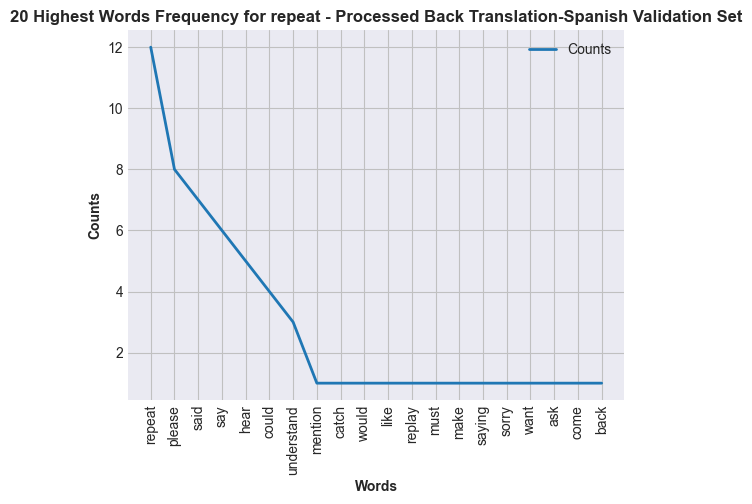 20 Highest Words Frequency for repeat - Processed Back Translation-Spanish Validation Set
Counts
12
10
8
6
4
2
Counts
repeat
please
said
say
hear
could
understand
mention
catch
would
like
replay
must
make
saying
sorry
want
ask
come
back
Words